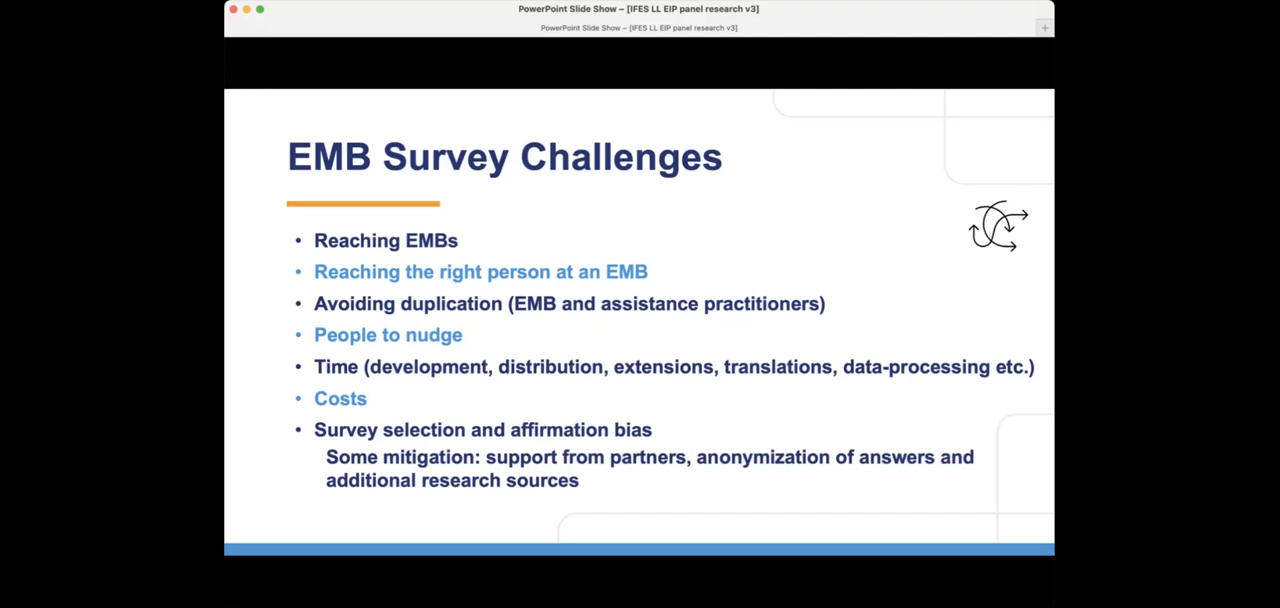 PowerPoint Slide Show – [IFES LL EIP panel research v3]
PowerPoint Slide Show – [IFES LL EIP panel research v3]
EMB Survey Challenges
• Reaching EMBs
• Reaching the right person at an EMB
• Avoiding duplication (EMB and assistance practitioners)
• People to nudge
• Time (development, distribution, extensions, translations, data-processing etc.)
• Costs
• Survey selection and affirmation bias
Some mitigation: support from partners, anonymization of answers and
additional research sources